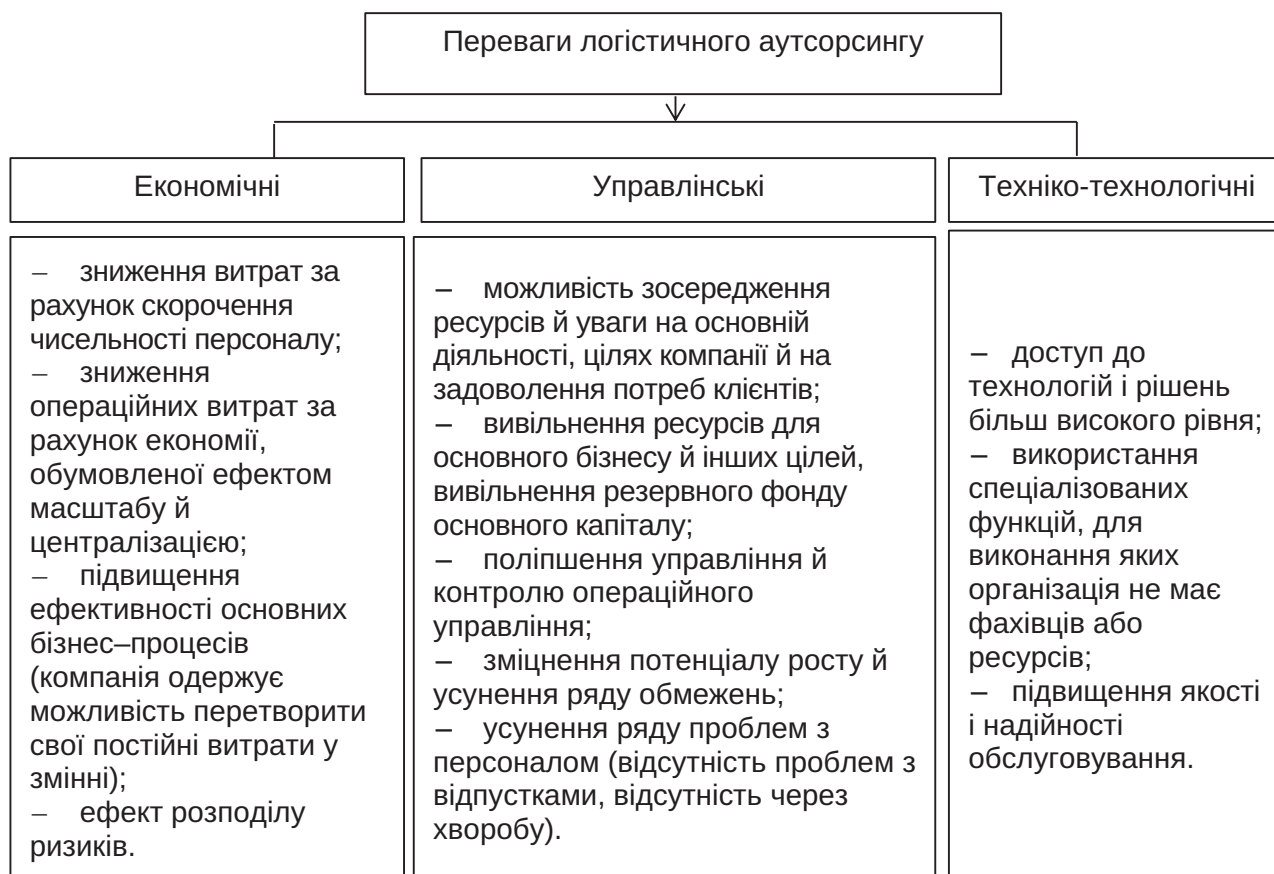 Переваги логістичного аутсорсингу
Економічні
Управлінські
Техніко-технологічні
– зниження витрат за
рахунок скорочення
чисельності персоналу;
– зниження
операційних витрат за
рахунок економії,
обумовленої ефектом
масштабу й
централізацією;
– підвищення
ефективності основних
бізнес–процесів
(компанія одержує
можливість перетворити
свої постійні витрати у
змінні);
– ефект розподілу
ризиків.
– можливість зосередження
ресурсів й уваги на основній
діяльності, цілях компанії й на
задоволення потреб клієнтів;
– вивільнення ресурсів для
основного бізнесу й інших цілей,
вивільнення резервного фонду
основного капіталу;
– поліпшення управління й
контролю операційного
управління;
– зміцнення потенціалу росту й
усунення ряду обмежень;
– усунення ряду проблем з
персоналом (відсутність проблем з
відпустками, відсутність через
хворобу).
– доступ до
технологій і рішень
більш високого рівня;
– використання
спеціалізованих
функцій, для
виконання яких
організація не має
фахівців або
ресурсів;
– підвищення якості
і надійності
обслуговування.